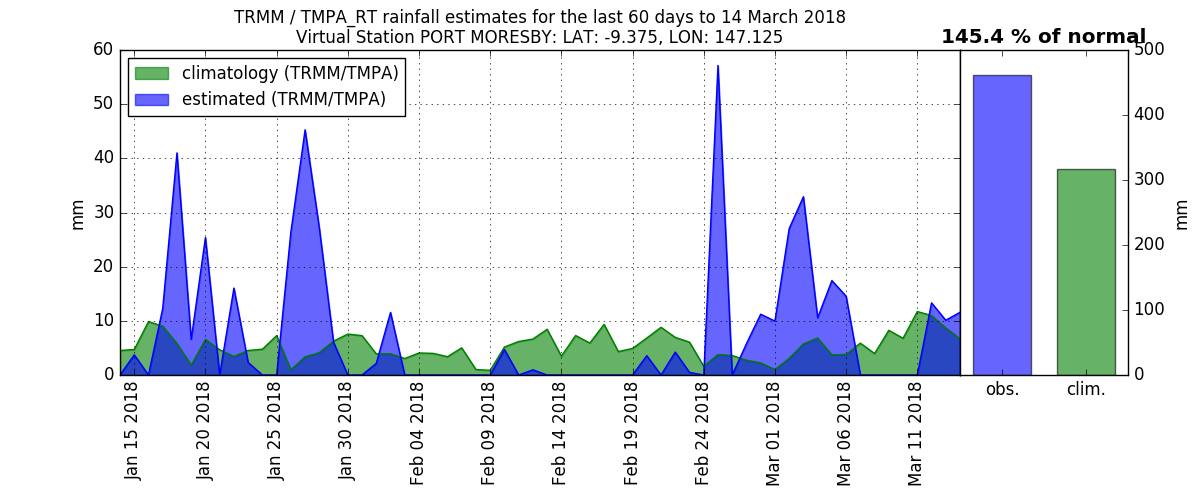 TRMM / TMPA_RT rainfall estimates for the last 60 days to 14 March 2018
Virtual Station PORT MORESBY: LAT: -9.375, LON: 147.125
145.4 % of normal
climatology (TRMM/TMPA)
estimated (TRMM/TMPA)
60
50
40
30
20
10
0
mm
Jan 15 2018
Jan 20 2018
Jan 25 2018
Jan 30 2018
Feb 04 2018
Feb 09 2018
Feb 14 2018
Feb 19 2018
Feb 24 2018
Mar 01 2018
Mar 06 2018
Mar 11 2018
obs.
clim.
500
400
300
200
100
0
mm